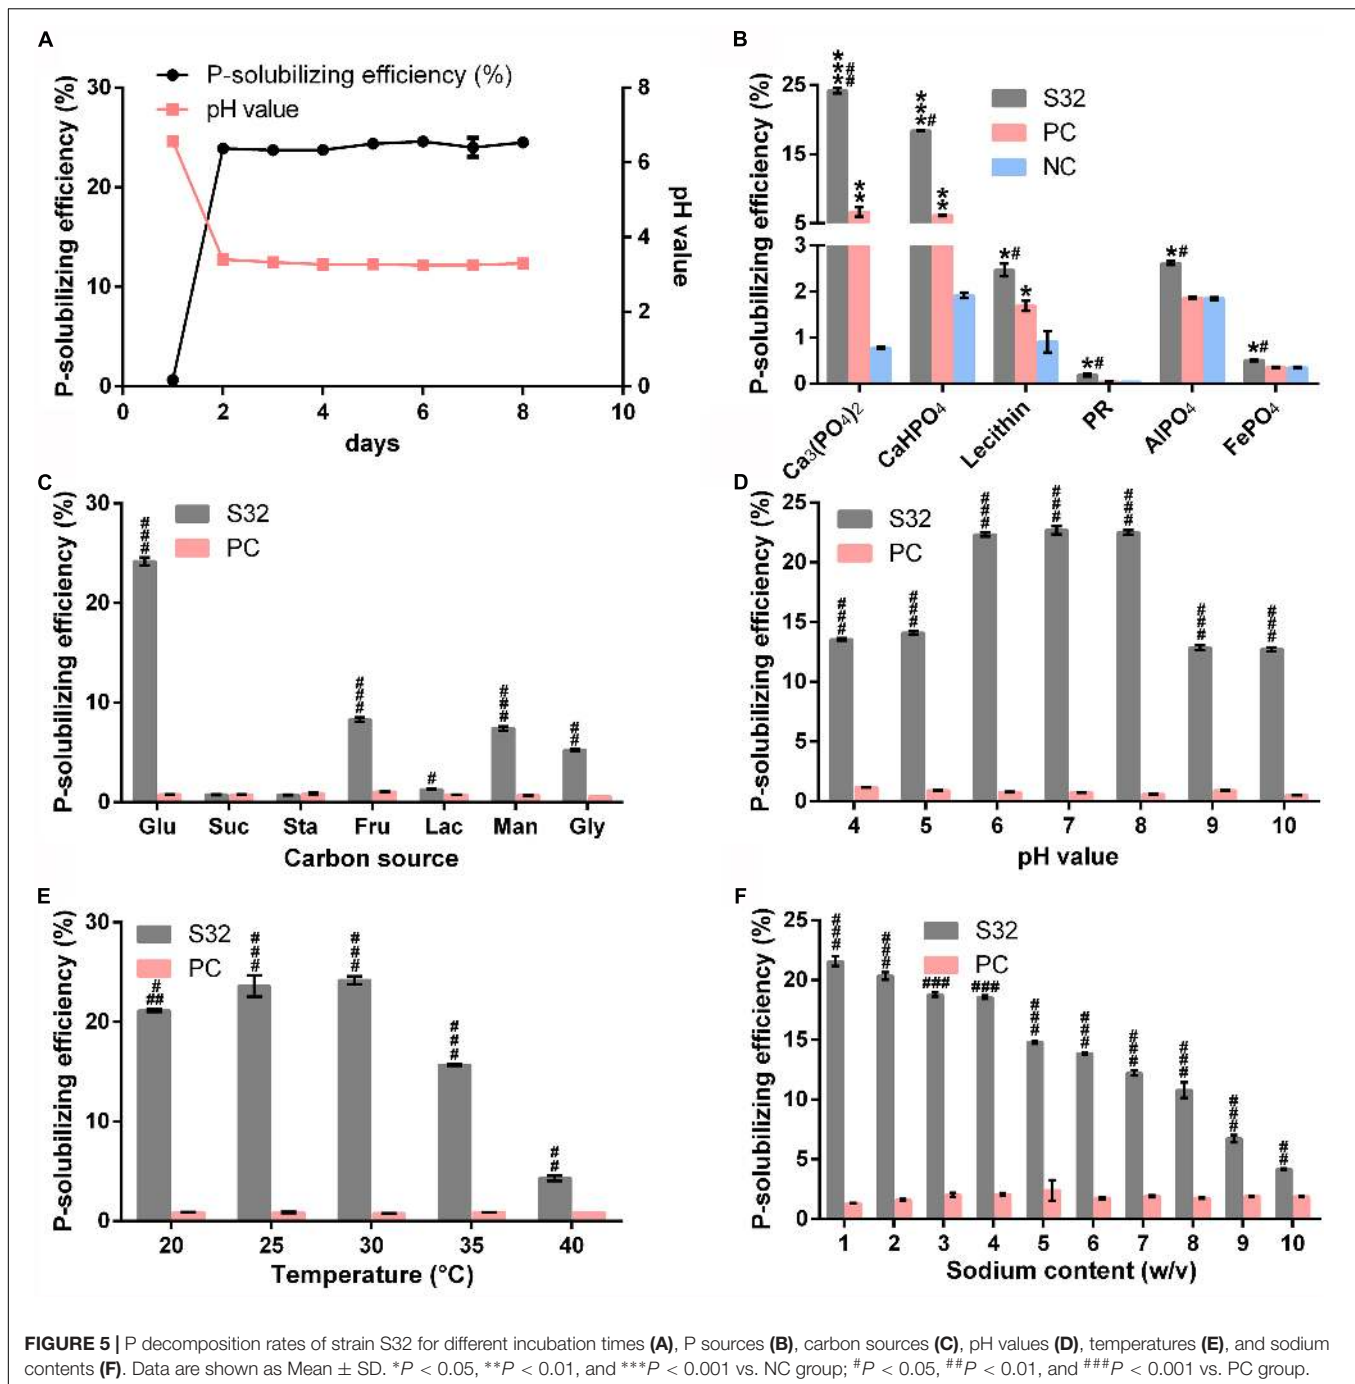 A
P-solubilizing efficiency (%)
pH value
P-solubilizing efficiency (%)
30
20
10
0
8
6
4
2
0
pH value
0 2 4 6 8 10
days
B
P-solubilizing efficiency (%)
25
15
5
3
2
1
0
***## ** ***# ** *# * *# *# *#
S32
PC
NC
Ca3(PO4)2 CaHPO4 Lecithin PR AlPO4 FePO4
C
P-solubilizing efficiency (%)
30
20
10
0
S32
PC
### ### # ### ##
Glu Suc Sta Fru Lac Man Gly
Carbon source
D
P-solubilizing efficiency (%)
25
20
15
10
5
0
S32
PC
### ### ### ### ### ### ###
4 5 6 7 8 9 10
pH value
E
P-solubilizing efficiency (%)
30
20
10
0
S32
PC
### ### ### ### ##
20 25 30 35 40
Temperature (°C)
F
P-solubilizing efficiency (%)
25
20
15
10
5
0
S32
PC
### ### ### ### ### ### ### ### ### ##
1 2 3 4 5 6 7 8 9 10
Sodium content (w/v)
FIGURE 5 | P decomposition rates of strain S32 for different incubation times (A), P sources (B), carbon sources (C), pH values (D), temperatures (E), and sodium
contents (F). Data are shown as Mean ± SD. *P < 0.05, **P < 0.01, and ***P < 0.001 vs. NC group; #P < 0.05, ##P < 0.01, and ###P < 0.001 vs. PC group.